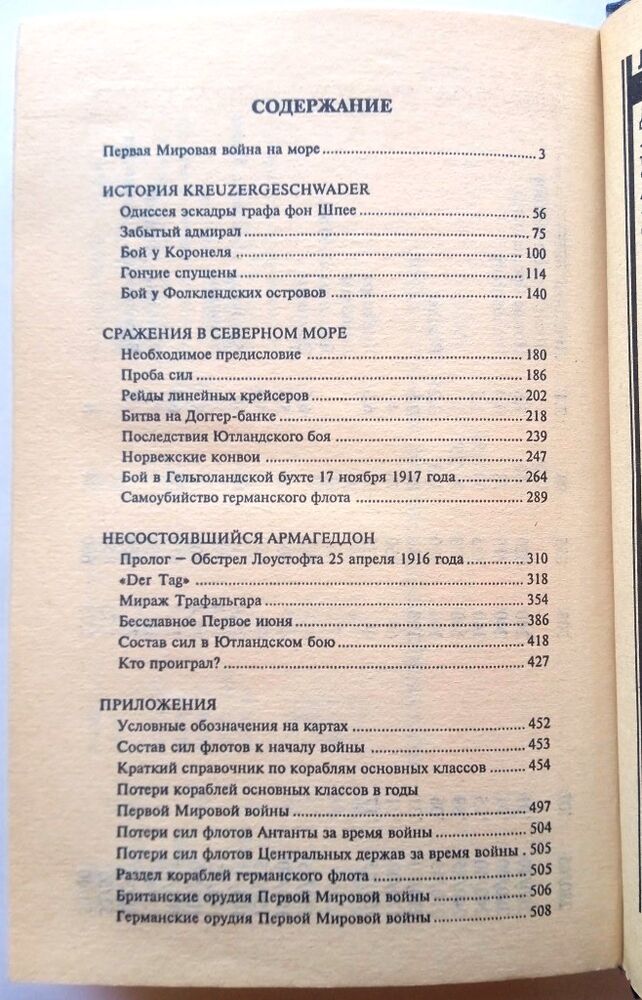 СОДЕРЖАНИЕ
Первая Мировая война на море 3
ИСТОРИЯ KREUZERGESCHWADER
Одиссея эскадры графа фон Шпее 56
Забытый адмирал 75
Бой у Коронеля 100
Гончие спущены 114
Бой у Фолклендских островов 140
СРАЖЕНИЯ В СЕВЕРНОМ МОРЕ
Необходимое предисловие 180
Проба сил 186
Рейды линейных крейсеров 202
Битва на Доггер-банке 218
Последствия Ютландского боя 239
Норвежские конвои 247
Бой в Гельголандской бухте 17 ноября 1917 года 264
Самоубийство германского флота 289
НЕСОСТОЯВШИЙСЯ АРМАГЕДДОН
Пролог — Обстрел Лоустофта 25 апреля 1916 года 310
«Der Tag» 318
Мираж Трафальгара 354
Бесславное Первое июня 386
Состав сил в Ютландском бою 418
Кто проиграл? 427
ПРИЛОЖЕНИЯ
Условные обозначения на картах 452
Состав сил флотов к началу войны 453
Краткий справочник по кораблям основных классов 454
Потери кораблей основных классов в годы
Первой Мировой войны 497
Потери сил флотов Антанты за время войны 504
Потери сил флотов Центральных держав за время войны 505
Раздел кораблей германского флота 505
Британские орудия Первой Мировой войны 506
Германские орудия Первой Мировой войны 508